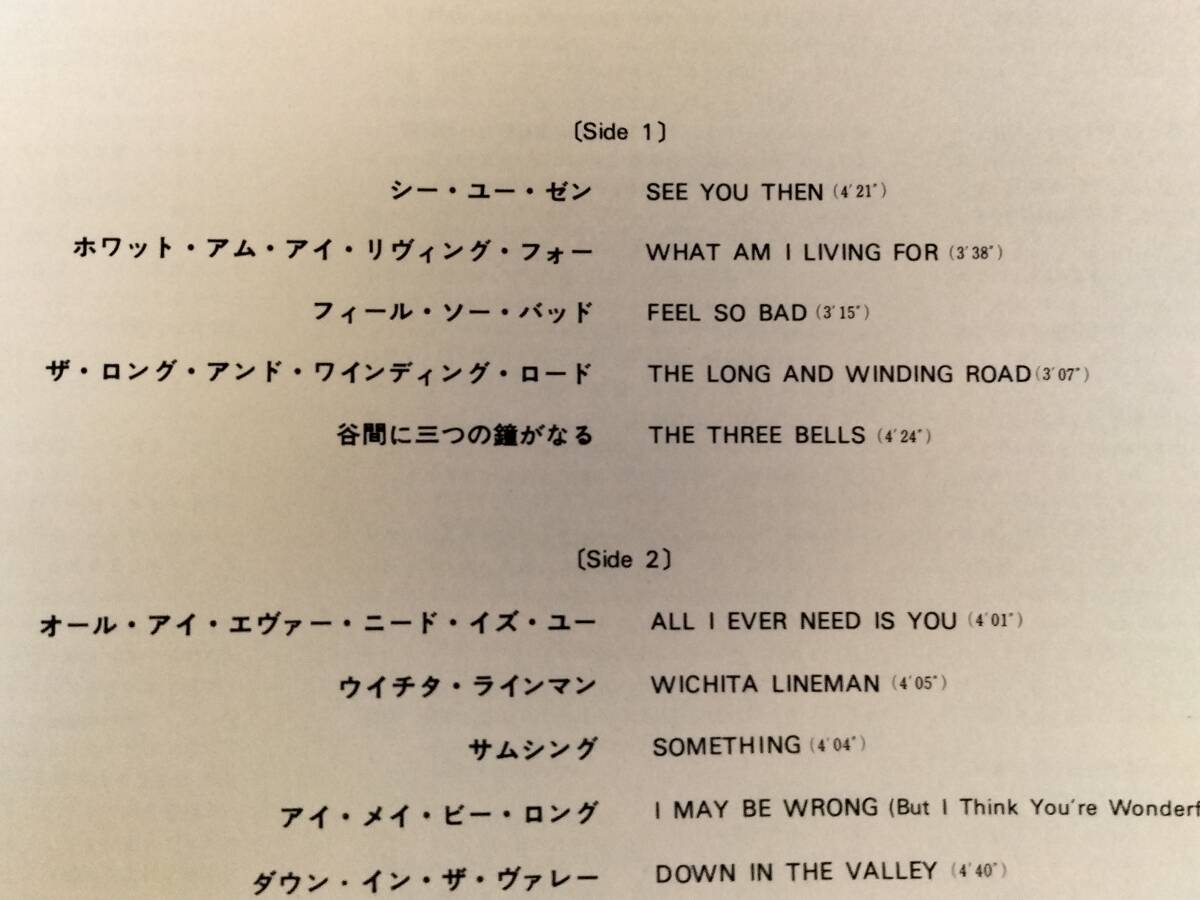 〔Side 1〕
シー・ユー・ゼン SEE YOU THEN (4′21″)
ホワット・アム・アイ・リヴィング・フォー WHAT AM I LIVING FOR (3′38″)
フィール・ソー・バッド FEEL SO BAD (3′15″)
ザ・ロング・アンド・ワインディング・ロード THE LONG AND WINDING ROAD (3′07″)
谷間に三つの鐘がなる THE THREE BELLS (4′24″)
〔Side 2〕
オール・アイ・エヴァー・ニード・イズ・ユー ALL I EVER NEED IS YOU (4′01″)
ウイチタ・ラインマン WICHITA LINEMAN (4′05″)
サムシング SOMETHING (4′04″)
アイ・メイ・ビー・ロング I MAY BE WRONG (But I Think You're Wonderf
ダウン・イン・ザ・ヴァレー DOWN IN THE VALLEY (4′40″)